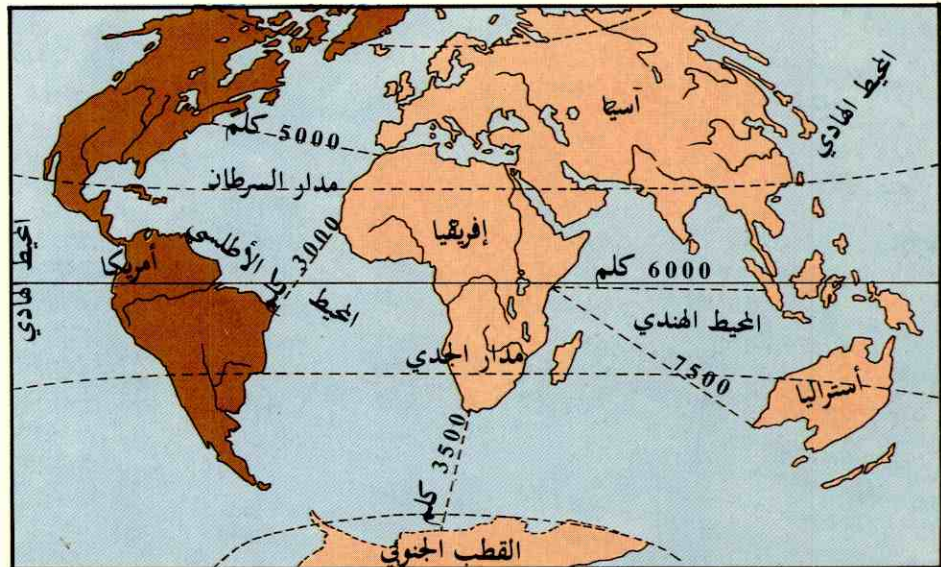 المحيط الهادي
آسيا
5000 كلم
مدار السرطان
المحيط الأطلسي
3000 كلم
إفريقيا
أمريكا
المحيط هادي
6000 كلم
المحيط الهندي
7500
مدار الجدي
أستراليا
3500 كلم
القطب الجنوبي